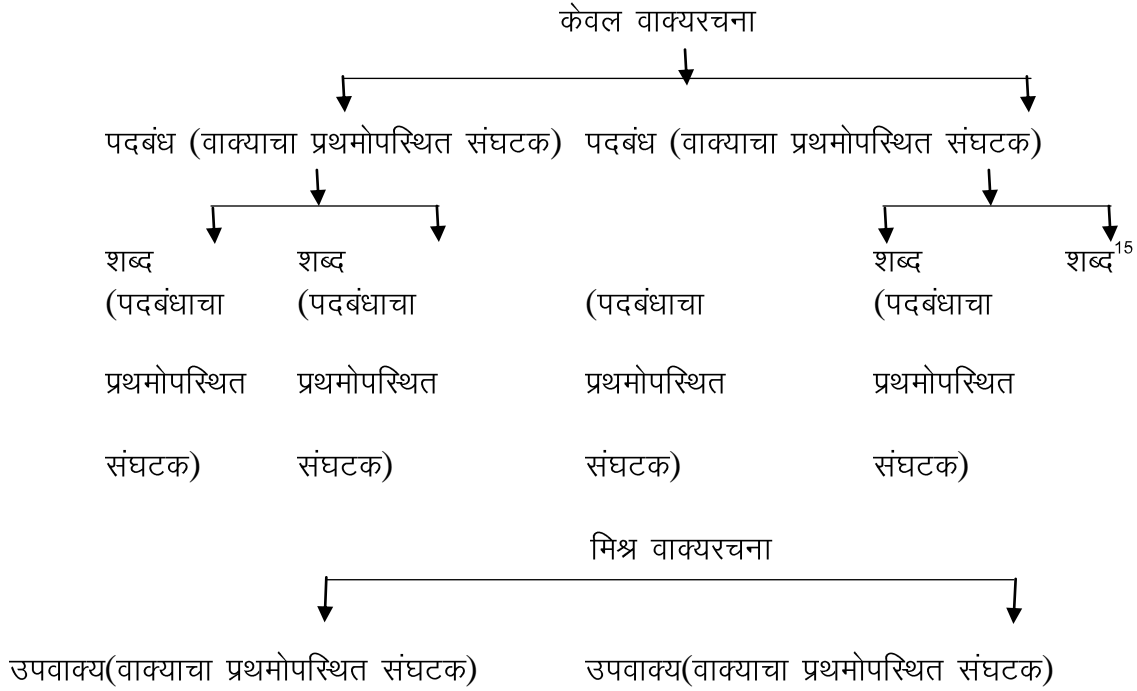 केवल वाक्यरचना
पदबंध (वाक्याचा प्रथमोपस्थित संघटक) पदबंध (वाक्याचा प्रथमोपस्थित संघटक)
शब्द शब्द शब्द शब्द15
(पदबंधाचा (पदबंधाचा (पदबंधाचा (पदबंधाचा
प्रथमोपस्थित प्रथमोपस्थित प्रथमोपस्थित प्रथमोपस्थित
संघटक) संघटक) संघटक) संघटक)
मिश्र वाक्यरचना
उपवाक्य(वाक्याचा प्रथमोपस्थित संघटक) उपवाक्य(वाक्याचा प्रथमोपस्थित संघटक)